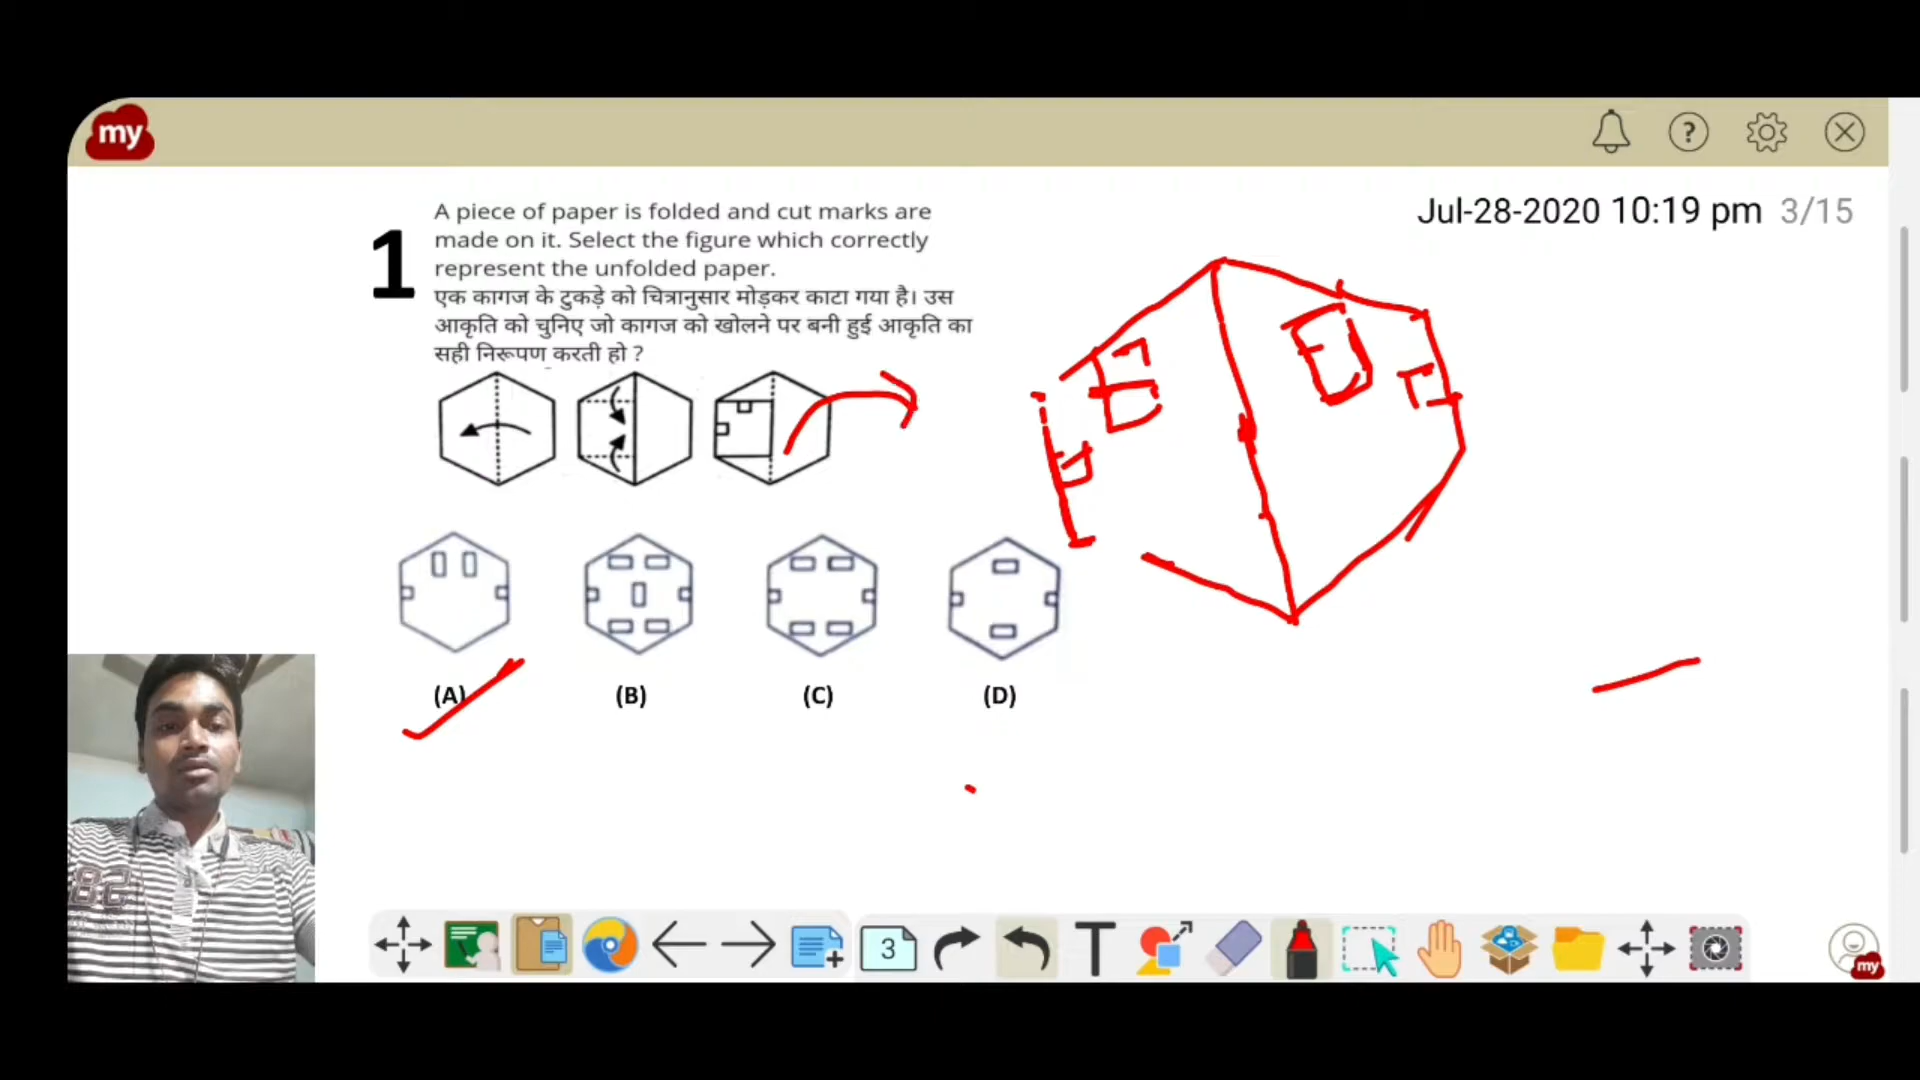 my
Jul-28-2020 10:19 pm 3/15
1
A piece of paper is folded and cut marks are
made on it. Select the figure which correctly
represent the unfolded paper.
एक कागज के टुकड़े को चित्रानुसार मोड़कर काटा गया है। उस
आकृति को चुनिए जो कागज को खोलने पर बनी हुई आकृति का
सही निरूपण करती हो ?
(A) (B) (C) (D)
82
3
T
my